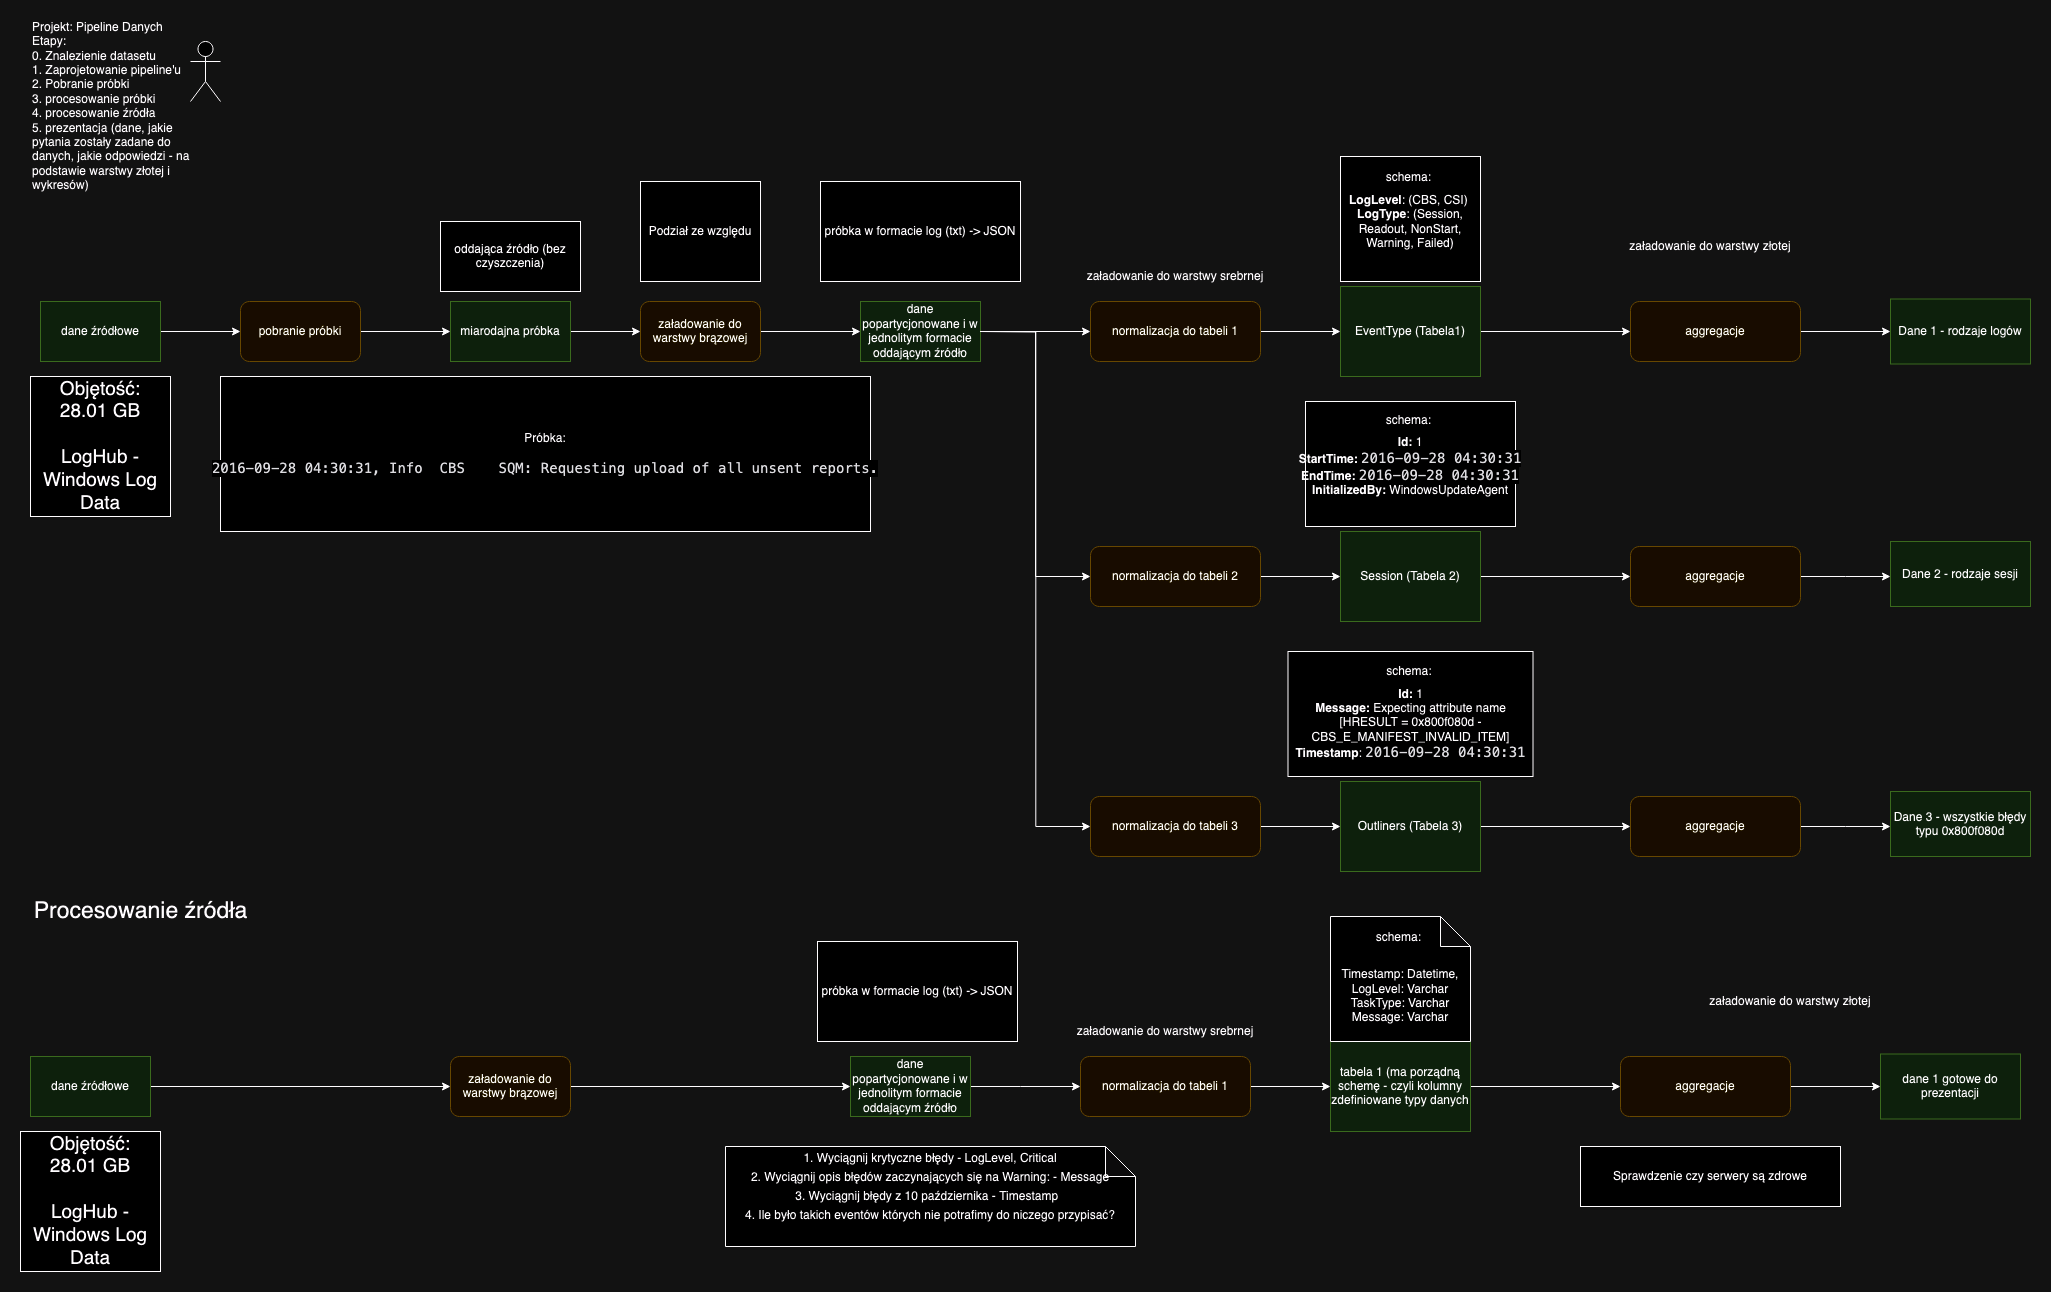 Projekt: Pipeline Danych
Etapy:
0. Znalezienie datasetu
1. Zaprojetowanie pipeline'u
2. Pobranie próbki
3. procesowanie próbki
4. procesowanie źródła
5. prezentacja (dane, jakie
pytania zostały zadane do
danych, jakie odpowiedzi - na
podstawie warstwy złotej i
wykresów)
oddająca źródło (bez
czyszczenia)
Podział ze względu
próbka w formacie log (txt) -> JSON
załadowanie do warstwy srebrnej
schema:
LogLevel: (CBS, CSI)
LogType: (Session,
Readout, NonStart,
Warning, Failed)
załadowanie do warstwy złotej
dane źródłowe
pobranie próbki
miarodajna próbka
załadowanie do
warstwy brązowej
dane
popartycjonowane i w
jednolitym formacie
oddającym źródło
normalizacja do tabeli 1
EventType (Tabela1)
aggregacje
Dane 1 - rodzaje logów
Objętość:
28.01 GB
LogHub -
Windows Log
Data
Próbka:
2016-09-28 04:30:31, Info  CBS    SQM: Requesting upload of all unsent reports.
schema:
Id: 1
StartTime: 2016-09-28 04:30:31
EndTime: 2016-09-28 04:30:31
InitializedBy: WindowsUpdateAgent
normalizacja do tabeli 2
Session (Tabela 2)
aggregacje
Dane 2 - rodzaje sesji
schema:
Id: 1
Message: Expecting attribute name
[HRESULT = 0x800f080d -
CBS_E_MANIFEST_INVALID_ITEM]
Timestamp: 2016-09-28 04:30:31
normalizacja do tabeli 3
Outliners (Tabela 3)
aggregacje
Dane 3 - wszystkie błędy
typu 0x800f080d
Procesowanie źródła
próbka w formacie log (txt) -> JSON
załadowanie do warstwy srebrnej
schema:
Timestamp: Datetime,
LogLevel: Varchar
TaskType: Varchar
Message: Varchar
załadowanie do warstwy złotej
dane źródłowe
załadowanie do
warstwy brązowej
dane
popartycjonowane i w
jednolitym formacie
oddającym źródło
normalizacja do tabeli 1
tabela 1 (ma porządną
schemę - czyli kolumny
zdefiniowane typy danych
aggregacje
dane 1 gotowe do
prezentacji
Objętość:
28.01 GB
LogHub -
Windows Log
Data
1. Wyciągnij krytyczne błędy - LogLevel, Critical
2. Wyciągnij opis błędów zaczynających się na Warning: - Message
3. Wyciągnij błędy z 10 października - Timestamp
4. Ile było takich eventów których nie potrafimy do niczego przypisać?
Sprawdzenie czy serwery są zdrowe